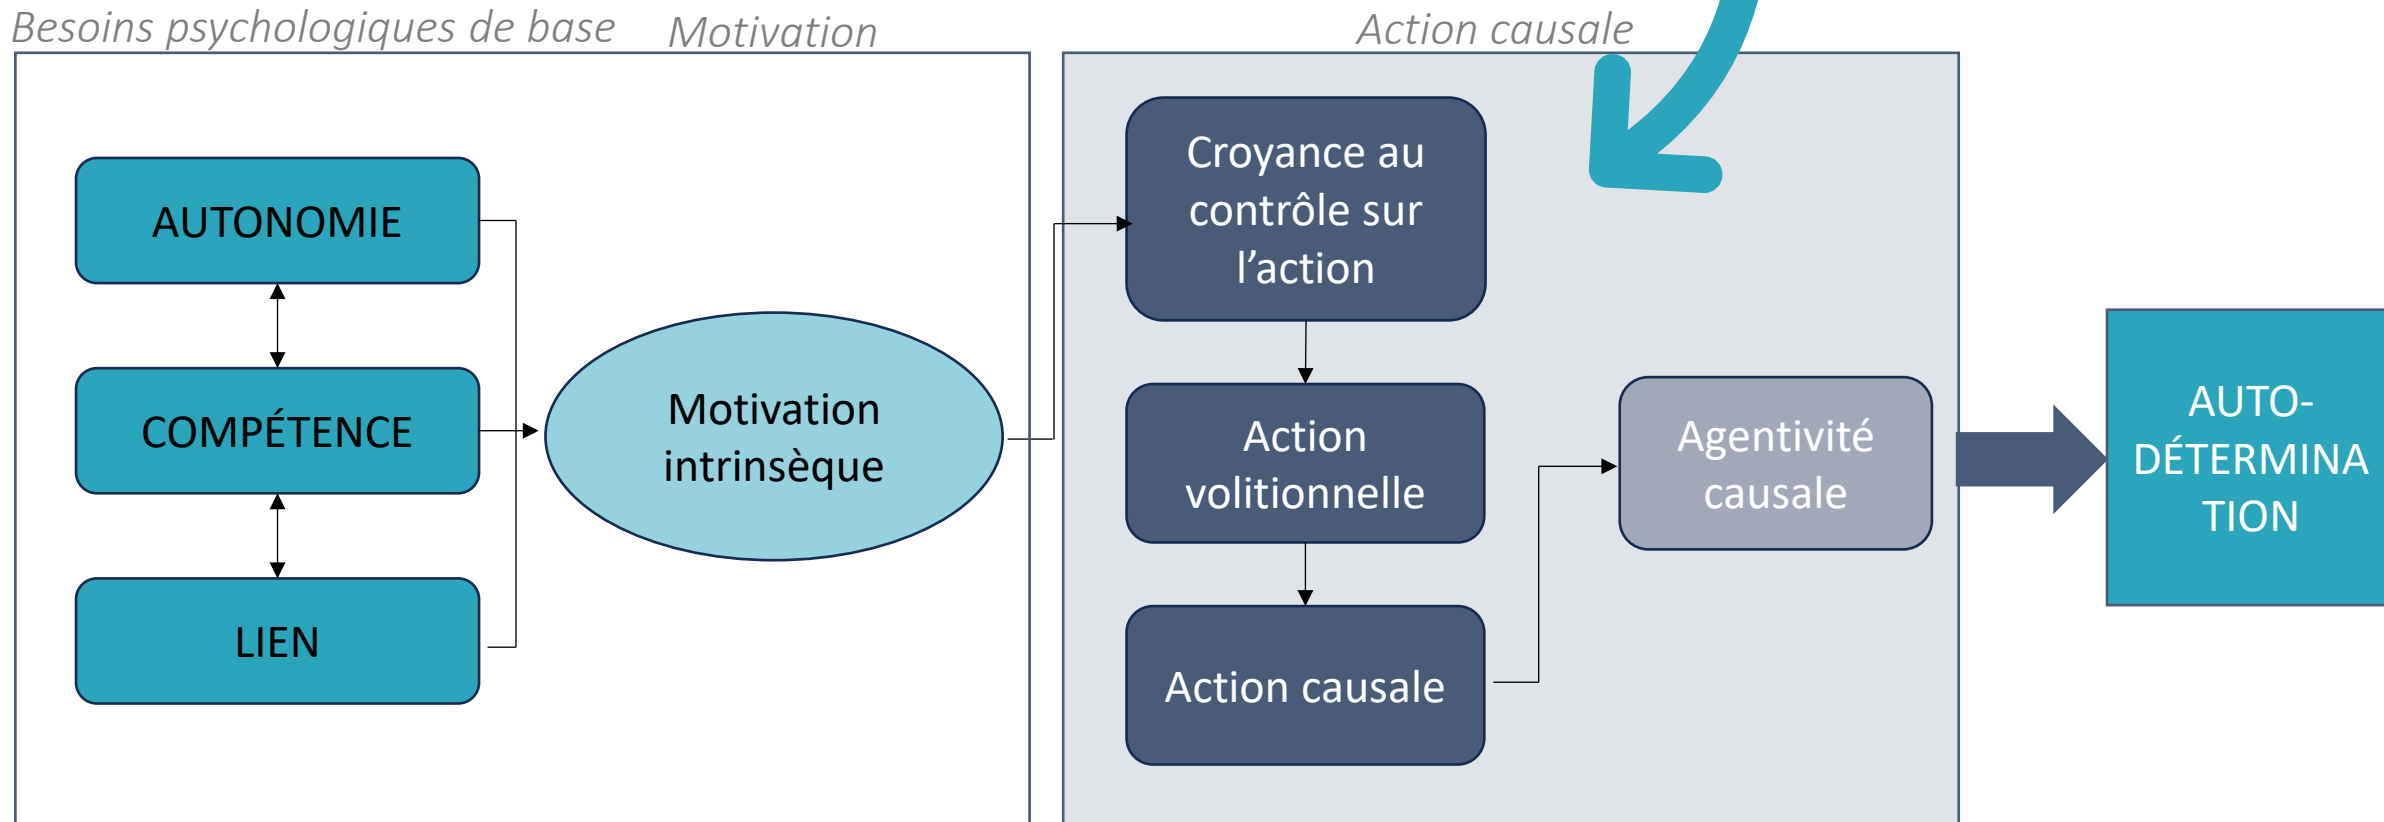 Besoins psychologiques de base
Motivation
Action causale
AUTONOMIE
COMPÉTENCE
LIEN
Motivation
intrinsèque
Croyance au
contrôle sur
l’action
Action
volitionnelle
Action causale
Agentivité
causale
AUTO-
DÉTERMINA
TION